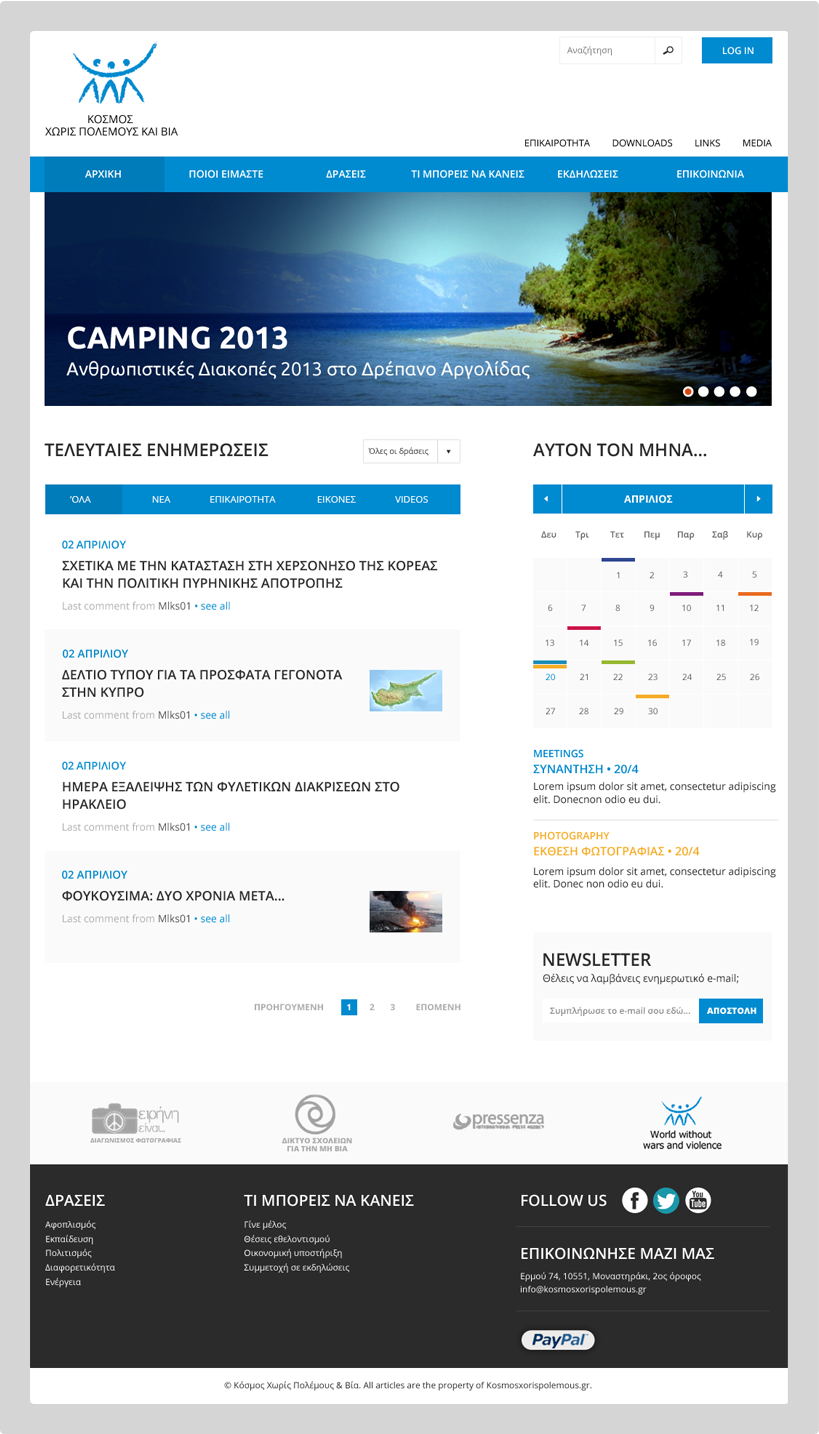 Αναζήτηση
LOG IN
ΚΟΣΜΟΣ
ΧΩΡΙΣ ΠΟΛΕΜΟΥΣ ΚΑΙ ΒΙΑ
ΕΠΙΚΑΙΡΟΤΗΤΑ DOWNLOADS LINKS MEDIA
ΑΡΧΙΚΗ ΠΟΙΟΙ ΕΙΜΑΣΤΕ ΔΡΑΣΕΙΣ ΤΙ ΜΠΟΡΕΙΣ ΝΑ ΚΑΝΕΙΣ ΕΚΔΗΛΩΣΕΙΣ ΕΠΙΚΟΙΝΩΝΙΑ
CAMPING 2013
Ανθρωπιστικές Διακοπές 2013 στο Δρέπανο Αργολίδας
ΤΕΛΕΥΤΑΙΕΣ ΕΝΗΜΕΡΩΣΕΙΣ
Όλες οι δράσεις
ΌΛΑ ΝΕΑ ΕΠΙΚΑΙΡΟΤΗΤΑ ΕΙΚΟΝΕΣ VIDEOS
02 ΑΠΡΙΛΙΟΥ
ΣΧΕΤΙΚΑ ΜΕ ΤΗΝ ΚΑΤΑΣΤΑΣΗ ΣΤΗ ΧΕΡΣΟΝΗΣΟ ΤΗΣ ΚΟΡΕΑΣ
ΚΑΙ ΤΗΝ ΠΟΛΙΤΙΚΗ ΠΥΡΗΝΙΚΗΣ ΑΠΟΤΡΟΠΗΣ
Last comment from Mlks01 • see all
02 ΑΠΡΙΛΙΟΥ
ΔΕΛΤΙΟ ΤΥΠΟΥ ΓΙΑ ΤΑ ΠΡΟΣΦΑΤΑ ΓΕΓΟΝΟΤΑ
ΣΤΗΝ ΚΥΠΡΟ
Last comment from Mlks01 • see all
02 ΑΠΡΙΛΙΟΥ
ΗΜΕΡΑ ΕΞΑΛΕΙΨΗΣ ΤΩΝ ΦΥΛΕΤΙΚΩΝ ΔΙΑΚΡΙΣΕΩΝ ΣΤΟ
ΗΡΑΚΛΕΙΟ
Last comment from Mlks01 • see all
02 ΑΠΡΙΛΙΟΥ
ΦΟΥΚΟΥΣΙΜΑ: ΔΥΟ ΧΡΟΝΙΑ ΜΕΤΑ...
Last comment from Mlks01 • see all
ΠΡΟΗΓΟΥΜΕΝΗ 1 2 3 ΕΠΟΜΕΝΗ
ΑΥΤΟΝ ΤΟΝ ΜΗΝΑ...
ΑΠΡΙΛΙΟΣ
Δευ Τρι Τετ Πεμ Παρ Σαβ Κυρ
1 2 3 4 5
6 7 8 9 10 11 12
13 14 15 16 17 18 19
20 21 22 23 24 25 26
27 28 29 30
MEETINGS
ΣΥΝΑΝΤΗΣΗ • 20/4
Lorem ipsum dolor sit amet, consectetur adipiscing
elit. Donecnon odio eu dui.
PHOTOGRAPHY
ΕΚΘΕΣΗ ΦΩΤΟΓΡΑΦΙΑΣ • 20/4
Lorem ipsum dolor sit amet, consectetur adipiscing
elit. Donec non odio eu dui.
NEWSLETTER
Θέλεις να λαμβάνεις ενημερωτικό e-mail;
Συμπλήρωσε το e-mail σου εδώ... ΑΠΟΣΤΟΛΗ
ειρήνη
είναι...
ΔΙΑΓΩΝΙΣΜΟΣ ΦΩΤΟΓΡΑΦΙΑΣ
ΔΙΚΤΥΟ ΣΧΟΛΕΙΩΝ
ΓΙΑ ΤΗΝ ΜΗ ΒΙΑ
pressenza
INTERNATIONAL PRESS AGENCY
World without
wars and violence
ΔΡΑΣΕΙΣ
Αφοπλισμός
Εκπαίδευση
Πολιτισμός
Διαφορετικότητα
Ενέργεια
ΤΙ ΜΠΟΡΕΙΣ ΝΑ ΚΑΝΕΙΣ
Γίνε μέλος
Θέσεις εθελοντισμού
Οικονομική υποστήριξη
Συμμετοχή σε εκδηλώσεις
FOLLOW US
You
Tube
ΕΠΙΚΟΙΝΩΝΗΣΕ ΜΑΖΙ ΜΑΣ
Ερμού 74, 10551, Μοναστηράκι, 2ος όροφος
info@kosmosxorispolemous.gr
PayPal
© Κόσμος Χωρίς Πολέμους & Βία. All articles are the property of Kosmosxorispolemous.gr.